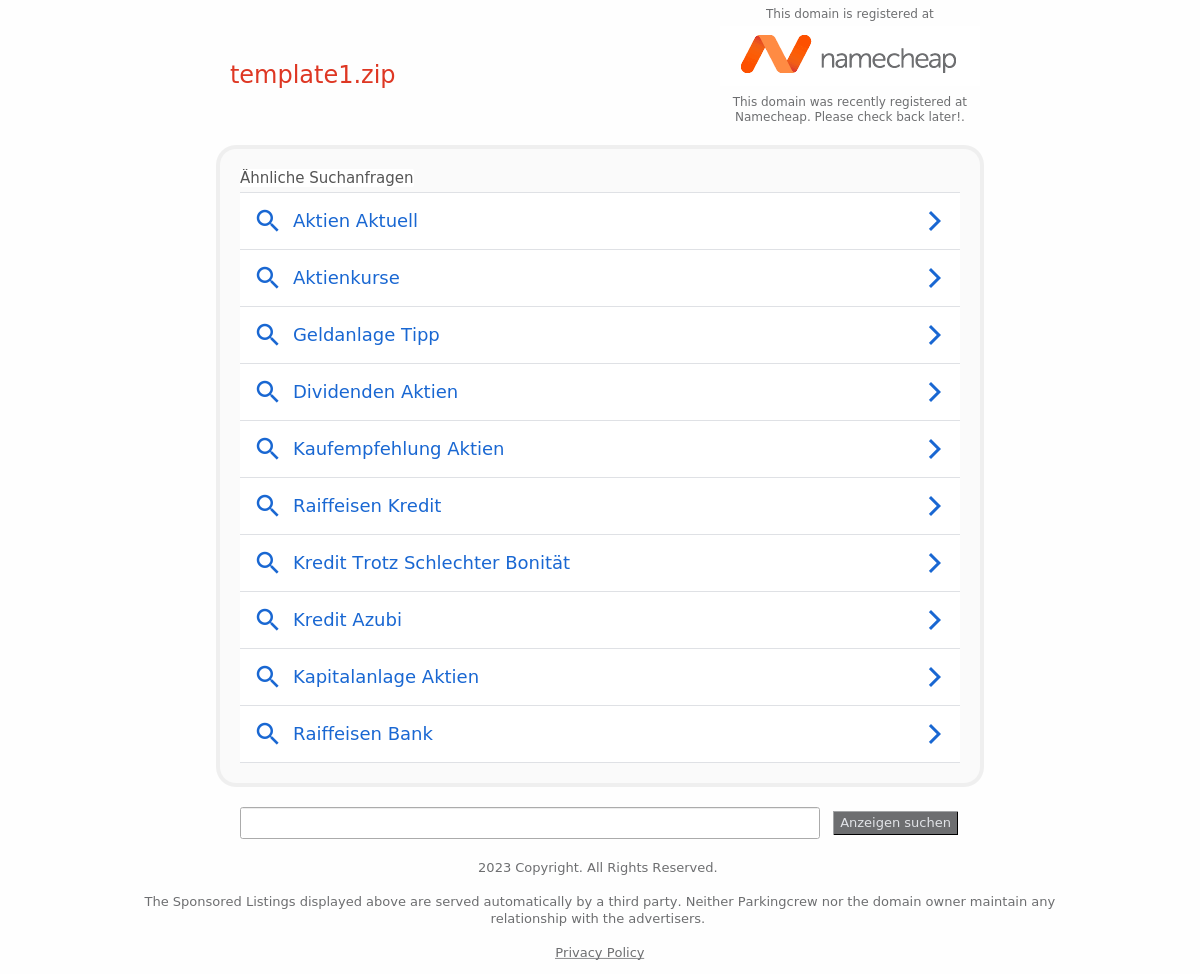 This domain is registered at
namecheap
template1.zip
This domain was recently registered at
Namecheap. Please check back later!.
Ähnliche Suchanfragen
Aktien Aktuell
Aktienkurse
Geldanlage Tipp
Dividenden Aktien
Kaufempfehlung Aktien
Raiffeisen Kredit
Kredit Trotz Schlechter Bonität
Kredit Azubi
Kapitalanlage Aktien
Raiffeisen Bank
Anzeigen suchen
2023 Copyright. All Rights Reserved.
The Sponsored Listings displayed above are served automatically by a third party. Neither Parkingcrew nor the domain owner maintain any
relationship with the advertisers.
Privacy Policy